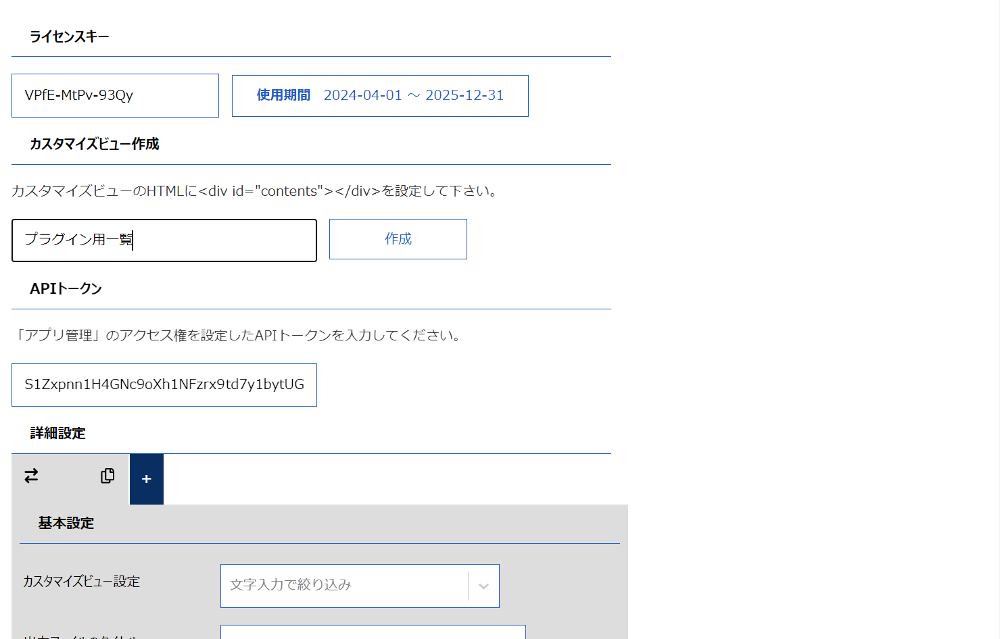 ライセンスキー
VPfE-MtPv-93Qy
使用期間 2024-04-01 ～ 2025-12-31
カスタマイズビュー作成
カスタマイズビューのHTMLに<div id="contents"></div>を設定して下さい。
プラグイン用一覧
作成
APIトークン
「アプリ管理」のアクセス権を設定したAPIトークンを入力してください。
S1Zxpnn1H4GNc9oXh1NFzrx9td7y1bytUG
詳細設定
+
基本設定
カスタマイズビュー設定
文字入力で絞り込み